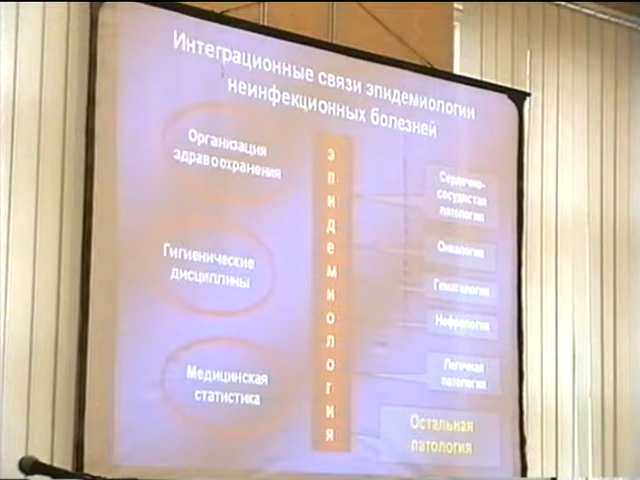 Интеграционные связи эпидемиологии
неинфекционных болезней
Организация
здравоохранения
Гигиенические
дисциплины
Медицинская
статистика
эпидемиология
Сердечно-
сосудистая
патология
Онкология
Гематология
Нефрология
Легочная
патология
Остальная
патология